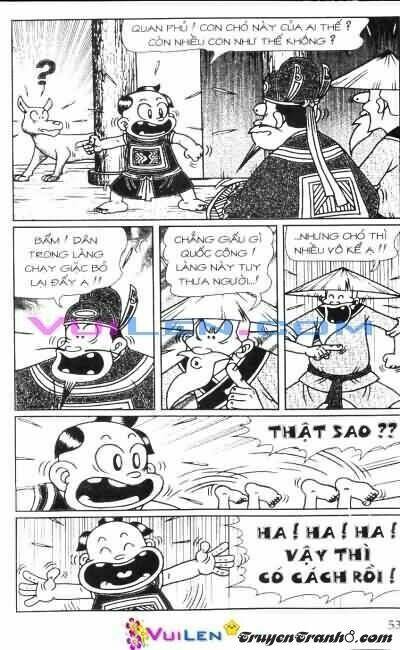 QUAN PHỦ! CON CHÓ NÀY CỦA AI THẾ?
CÒN NHIỀU CON NHƯ THẾ KHÔNG?
?
BẨM! DÂN
TRONG LÀNG
CHẠY GIẶC BỎ
LẠI ĐẤY Ạ!!
CHẲNG GIẤU GÌ
QUỐC CÔNG!
LÀNG NÀY TUY
THƯA NGƯỜI...!
...NHƯNG CHÓ THÌ
NHIỀU VÔ KỂ Ạ!!
VUILEN.COM
THẬT SAO??
HA! HA! HA!
VẬY THÌ
CÓ CÁCH RỒI!
53
VUILEN
TruyenTranh8.com